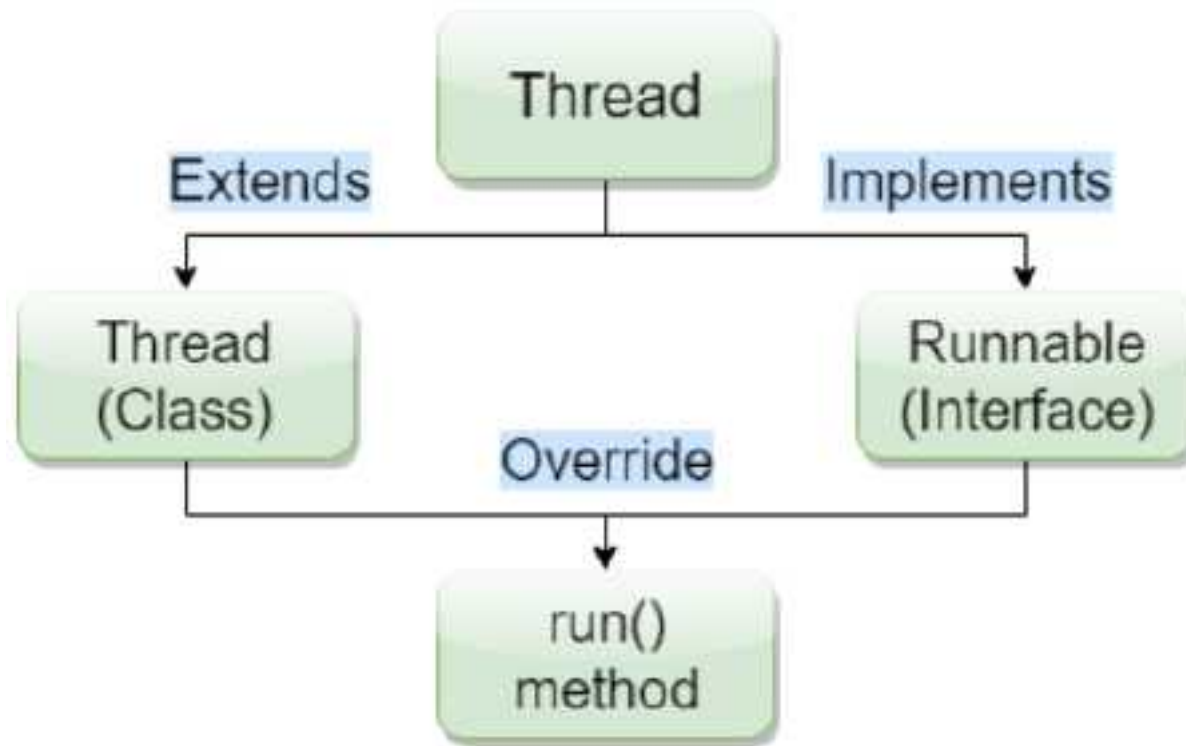 Thread
Extends
Implements
Thread
(Class)
Runnable
(Interface)
Override
run()
method